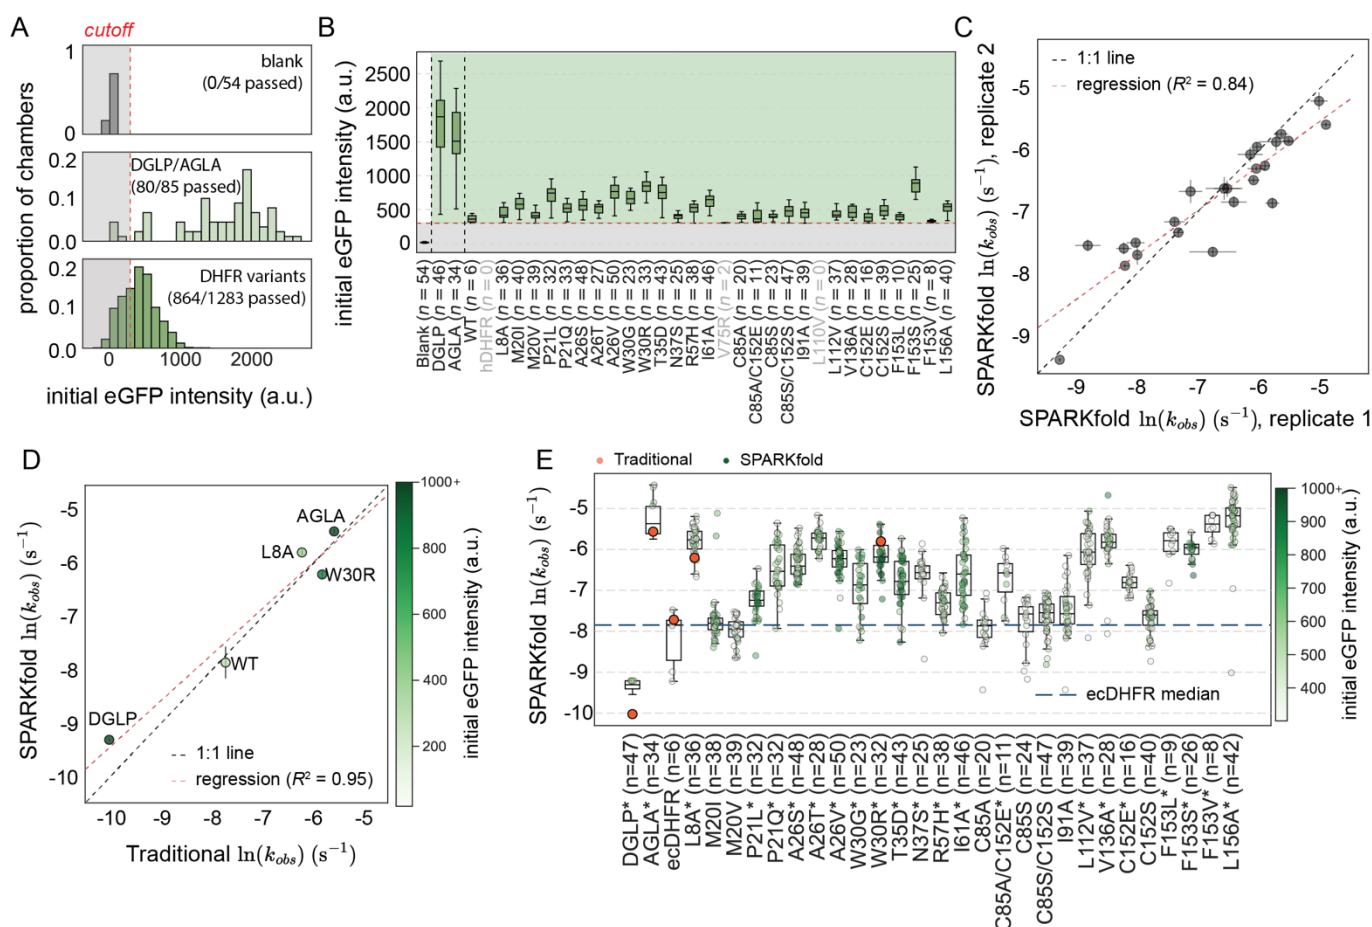 A
cutoff
1
0
blank
(0/54 passed)
0.2
0.1
0.0
DGLP/AGLA
(80/85 passed)
0.2
0.1
0.0
DHFR variants
(864/1283 passed)
0 1000 2000
initial eGFP intensity (a.u.)
proportion of chambers
B
initial eGFP intensity (a.u.)
2500
2000
1500
1000
500
0
Blank (n = 54)
DGLP (n = 46)
AGLA (n = 34)
WT (n = 6)
hDHFR (n = 0)
L8A (n = 36)
M20I (n = 40)
M20V (n = 39)
P21L (n = 32)
P21Q (n = 33)
A26S (n = 48)
A26T (n = 27)
A26V (n = 50)
W30G (n = 23)
W30R (n = 33)
T35D (n = 43)
N37S (n = 25)
R57H (n = 38)
I61A (n = 46)
V75R (n = 2)
C85A (n = 20)
C85A/C152E (n = 11)
C85S (n = 23)
C85S/C152S (n = 47)
I91A (n = 39)
L110V (n = 0)
L112V (n = 37)
V136A (n = 28)
C152E (n = 16)
C152S (n = 39)
F153L (n = 10)
F153S (n = 25)
F153V (n = 8)
L156A (n = 40)
C
1:1 line
regression (R² = 0.84)
SPARKfold ln(k_obs) (s⁻¹), replicate 2
-5
-6
-7
-8
-9
-9 -8 -7 -6 -5
SPARKfold ln(k_obs) (s⁻¹), replicate 1
D
SPARKfold ln(k_obs) (s⁻¹)
-5
-6
-7
-8
-9
-10
AGLA
L8A
W30R
WT
DGLP
1:1 line
regression (R² = 0.95)
-10 -9 -8 -7 -6 -5
Traditional ln(k_obs) (s⁻¹)
1000+
800
600
400
200
initial eGFP intensity (a.u.)
E
Traditional
SPARKfold
SPARKfold ln(k_obs) (s⁻¹)
-5
-6
-7
-8
-9
-10
ecDHFR median
1000+
900
800
700
600
500
400
initial eGFP intensity (a.u.)
DGLP* (n=47)
AGLA* (n=34)
ecDHFR (n=6)
L8A* (n=36)
M20I (n=38)
M20V (n=39)
P21L* (n=32)
P21Q* (n=32)
A26S* (n=48)
A26T* (n=28)
A26V* (n=50)
W30G* (n=23)
W30R* (n=32)
T35D* (n=43)
N37S* (n=25)
R57H* (n=38)
I61A* (n=46)
C85A (n=20)
C85A/C152E* (n=11)
C85S (n=24)
C85S/C152S (n=47)
I91A (n=39)
L112V* (n=37)
V136A* (n=28)
C152E* (n=16)
C152S (n=40)
F153L* (n=9)
F153S* (n=26)
F153V* (n=8)
L156A* (n=42)